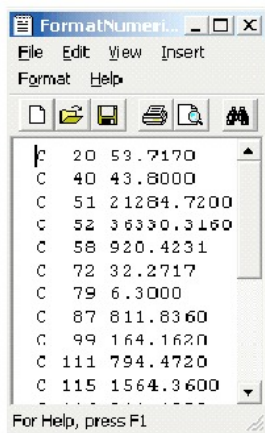 FormatNumeri...
File Edit View Insert
Format Help
C 20 53.7170
C 40 43.8000
C 51 21284.7200
C 52 36330.3160
C 58 920.4231
C 72 32.2717
C 79 6.3000
C 87 811.8360
C 99 164.1620
C 111 794.4720
C 115 1564.3600
For Help, press F1